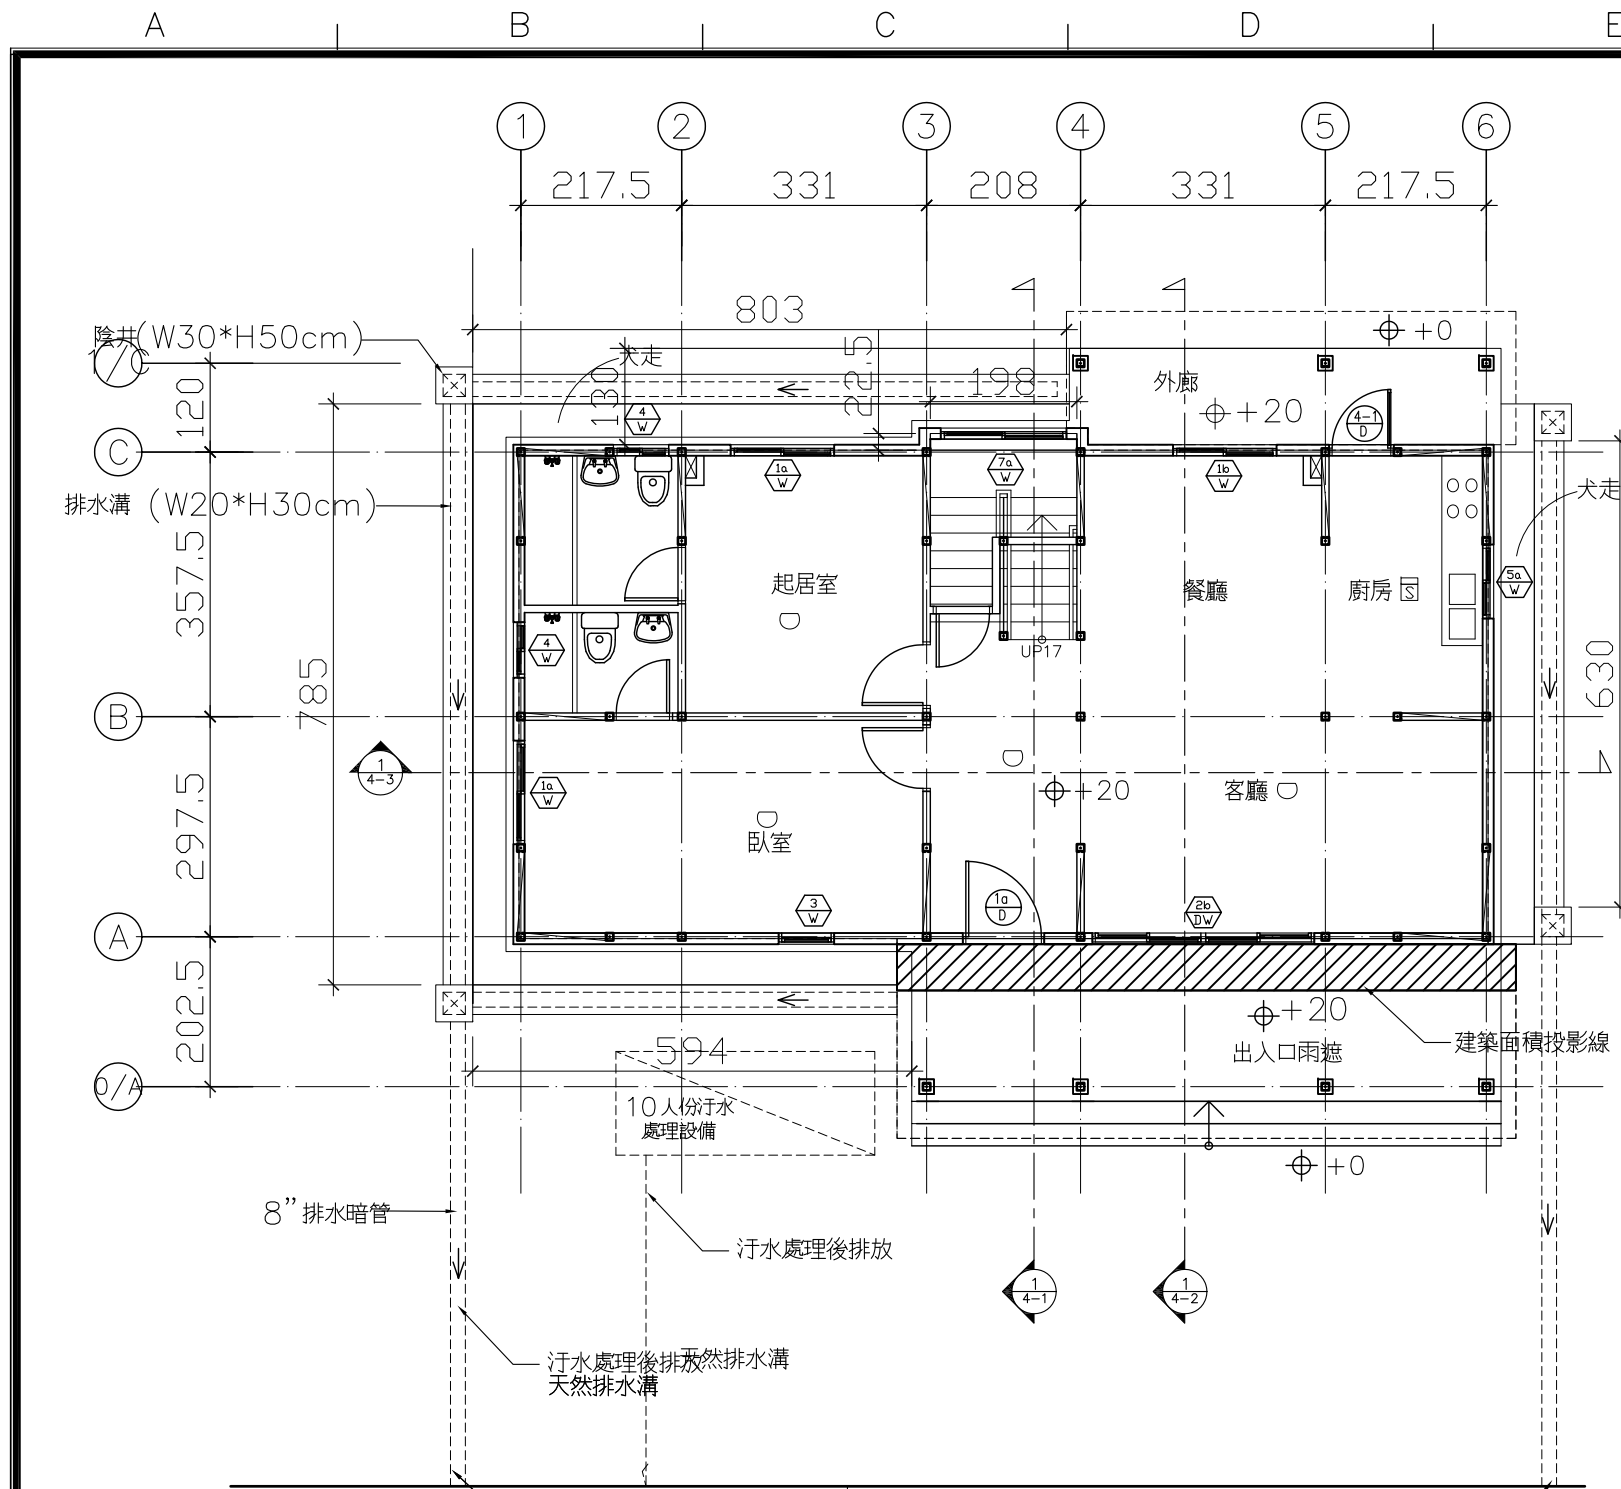 A B C D E
1 2 3 4 5 6
217.5 331 208 331 217.5
803
陰井(W30*H50cm)
+0
犬走
1/C
22.5
130
198
外廊
120
+20
4
W
4-1
D
C
1a
W
7a
W
1b
W
排水溝 (W20*H30cm)
犬走
357.5
起居室
餐廳
廚房
S
5a
W
D
UP17
4
W
785
630
B
1
4-3
D
1a
W
+20
客廳 D
297.5
D
臥室
3
W
1a
D
2b
DW
A
202.5
+20
出入口雨遮
建築面積投影線
594
0/A
10人份汙水
處理設備
+0
8”排水暗管
汙水處理後排放
1
4-1
1
4-2
汙水處理後排放
天然排水溝
天然排水溝